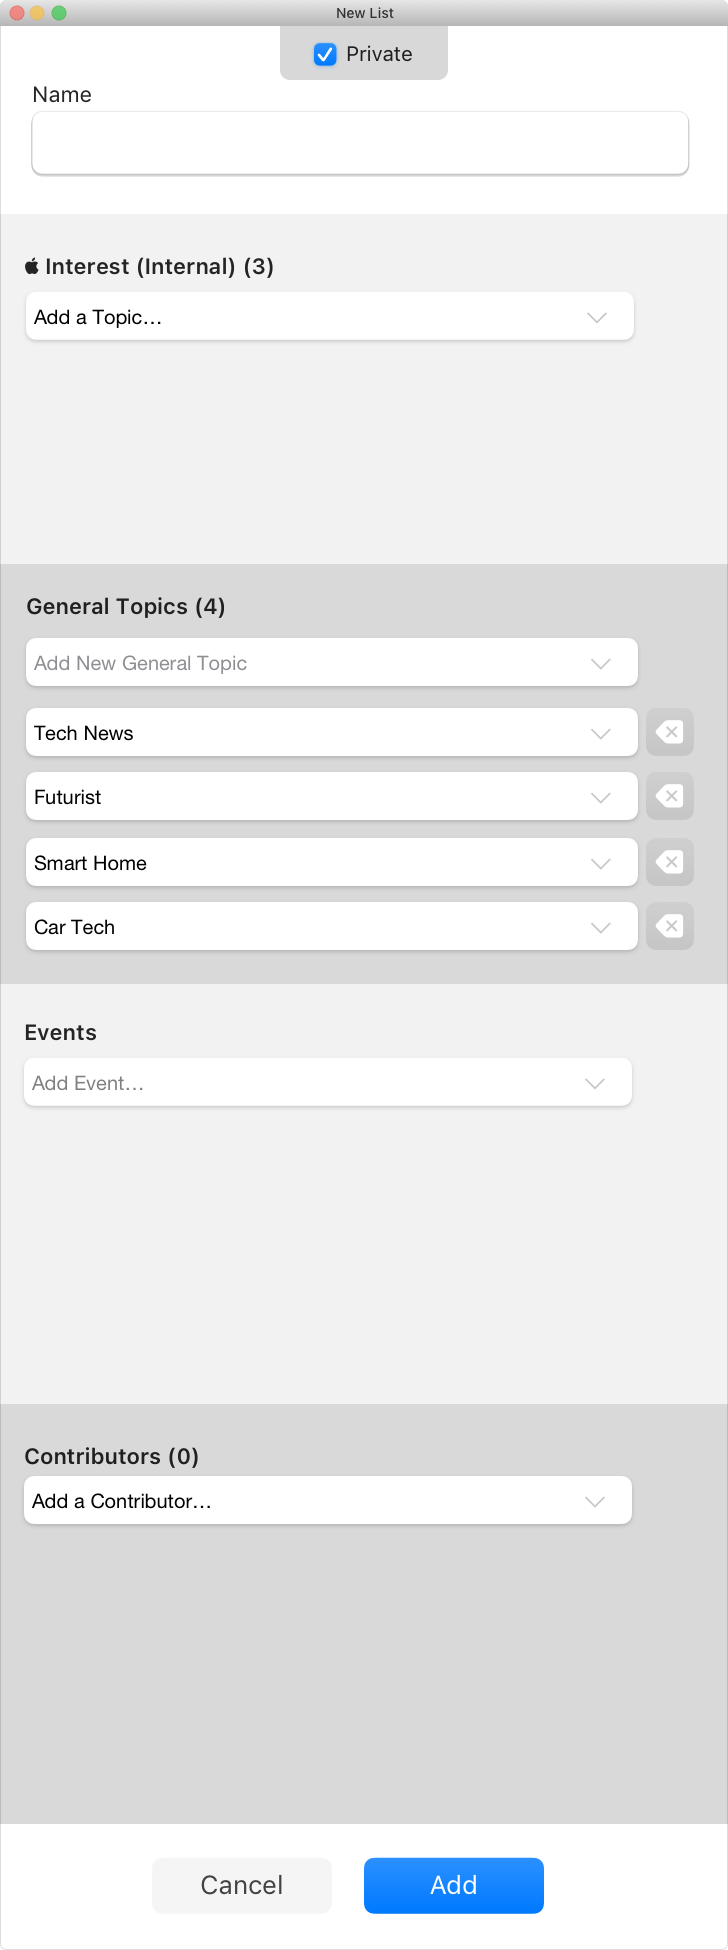 New List
Private
Name
Interest (Internal) (3)
Add a Topic...
General Topics (4)
Add New General Topic
Tech News
Futurist
Smart Home
Car Tech
Events
Add Event...
Contributors (0)
Add a Contributor...
Cancel
Add